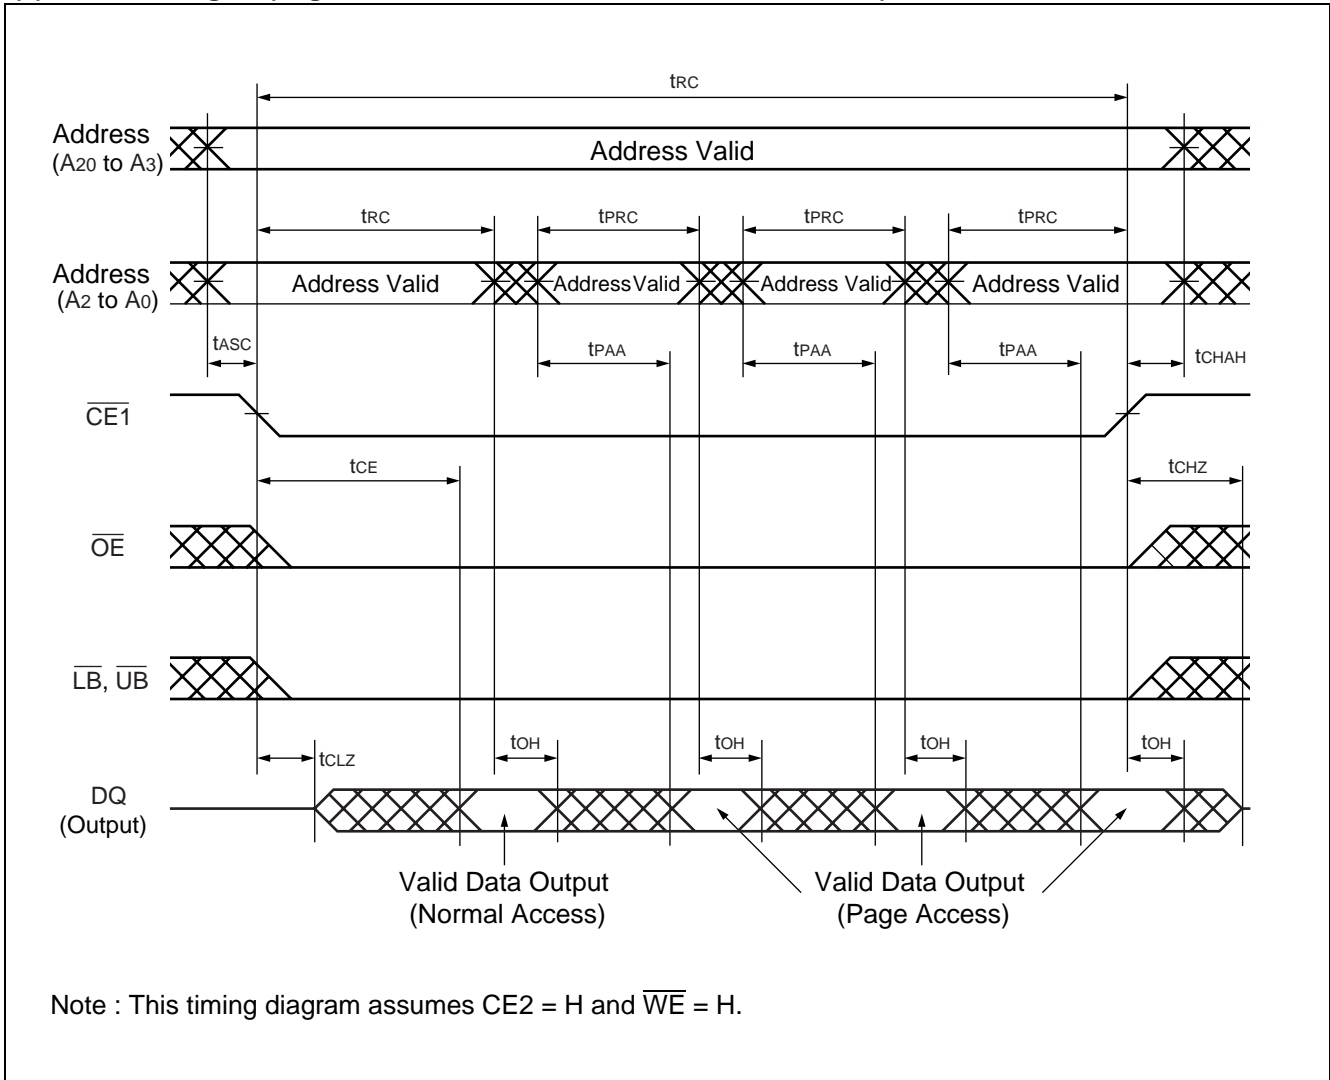 tRC
Address
(A20 to A3)
Address Valid
tRC
tPRC
tPRC
tPRC
Address
(A2 to A0)
Address Valid
Address Valid
Address Valid
Address Valid
tASC
tPAA
tPAA
tPAA
tCHAH
CE1
tCE
tCHZ
OE
LB, UB
tCLZ
tOH
tOH
tOH
tOH
DQ
(Output)
Valid Data Output
(Normal Access)
Valid Data Output
(Page Access)
Note : This timing diagram assumes CE2 = H and WE = H.